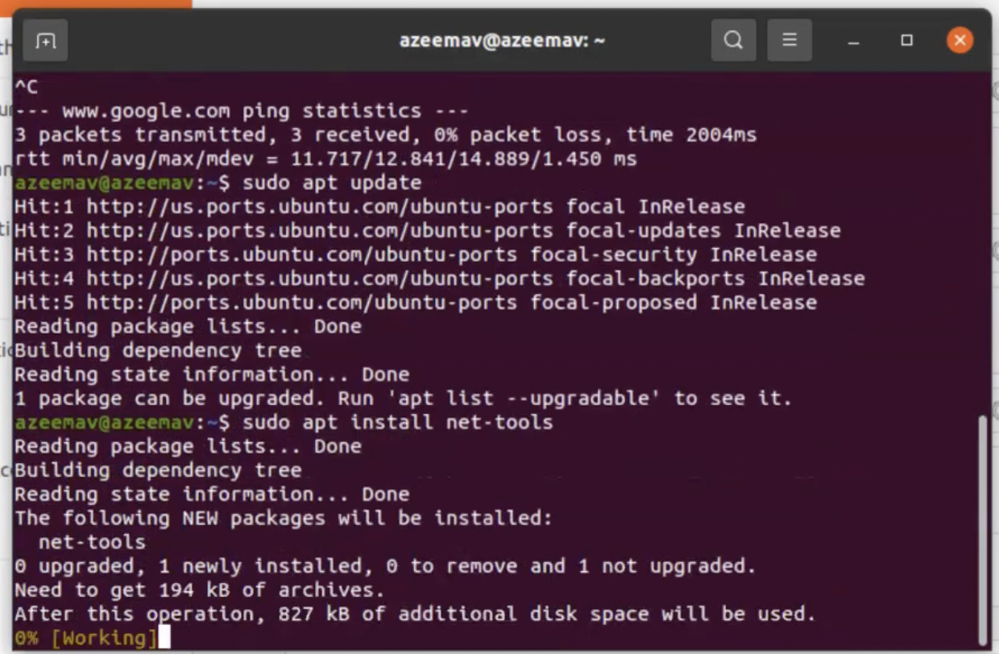 azeemav@azeemav: ~
^C
--- www.google.com ping statistics ---
3 packets transmitted, 3 received, 0% packet loss, time 2004ms
rtt min/avg/max/mdev = 11.717/12.841/14.889/1.450 ms
azeemav@azeemav:~$ sudo apt update
Hit:1 http://us.ports.ubuntu.com/ubuntu-ports focal InRelease
Hit:2 http://us.ports.ubuntu.com/ubuntu-ports focal-updates InRelease
Hit:3 http://ports.ubuntu.com/ubuntu-ports focal-security InRelease
Hit:4 http://us.ports.ubuntu.com/ubuntu-ports focal-backports InRelease
Hit:5 http://ports.ubuntu.com/ubuntu-ports focal-proposed InRelease
Reading package lists... Done
Building dependency tree
Reading state information... Done
1 package can be upgraded. Run 'apt list --upgradable' to see it.
azeemav@azeemav:~$ sudo apt install net-tools
Reading package lists... Done
Building dependency tree
Reading state information... Done
The following NEW packages will be installed:
  net-tools
0 upgraded, 1 newly installed, 0 to remove and 1 not upgraded.
Need to get 194 kB of archives.
After this operation, 827 kB of additional disk space will be used.
0% [Working]